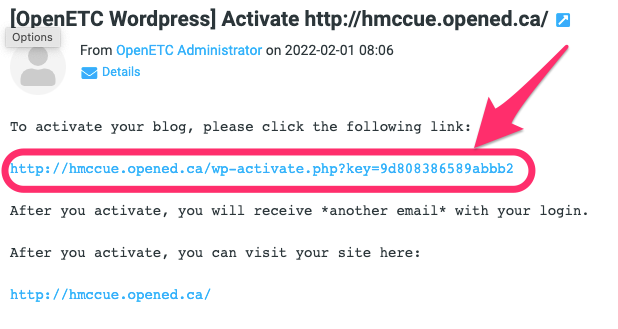 [OpenETC Wordpress] Activate http://hmccue.opened.ca/
Options
From OpenETC Administrator on 2022-02-01 08:06
Details
To activate your blog, please click the following link:
http://hmccue.opened.ca/wp-activate.php?key=9d808386589abbb2
After you activate, you will receive *another email* with your login.
After you activate, you can visit your site here:
http://hmccue.opened.ca/